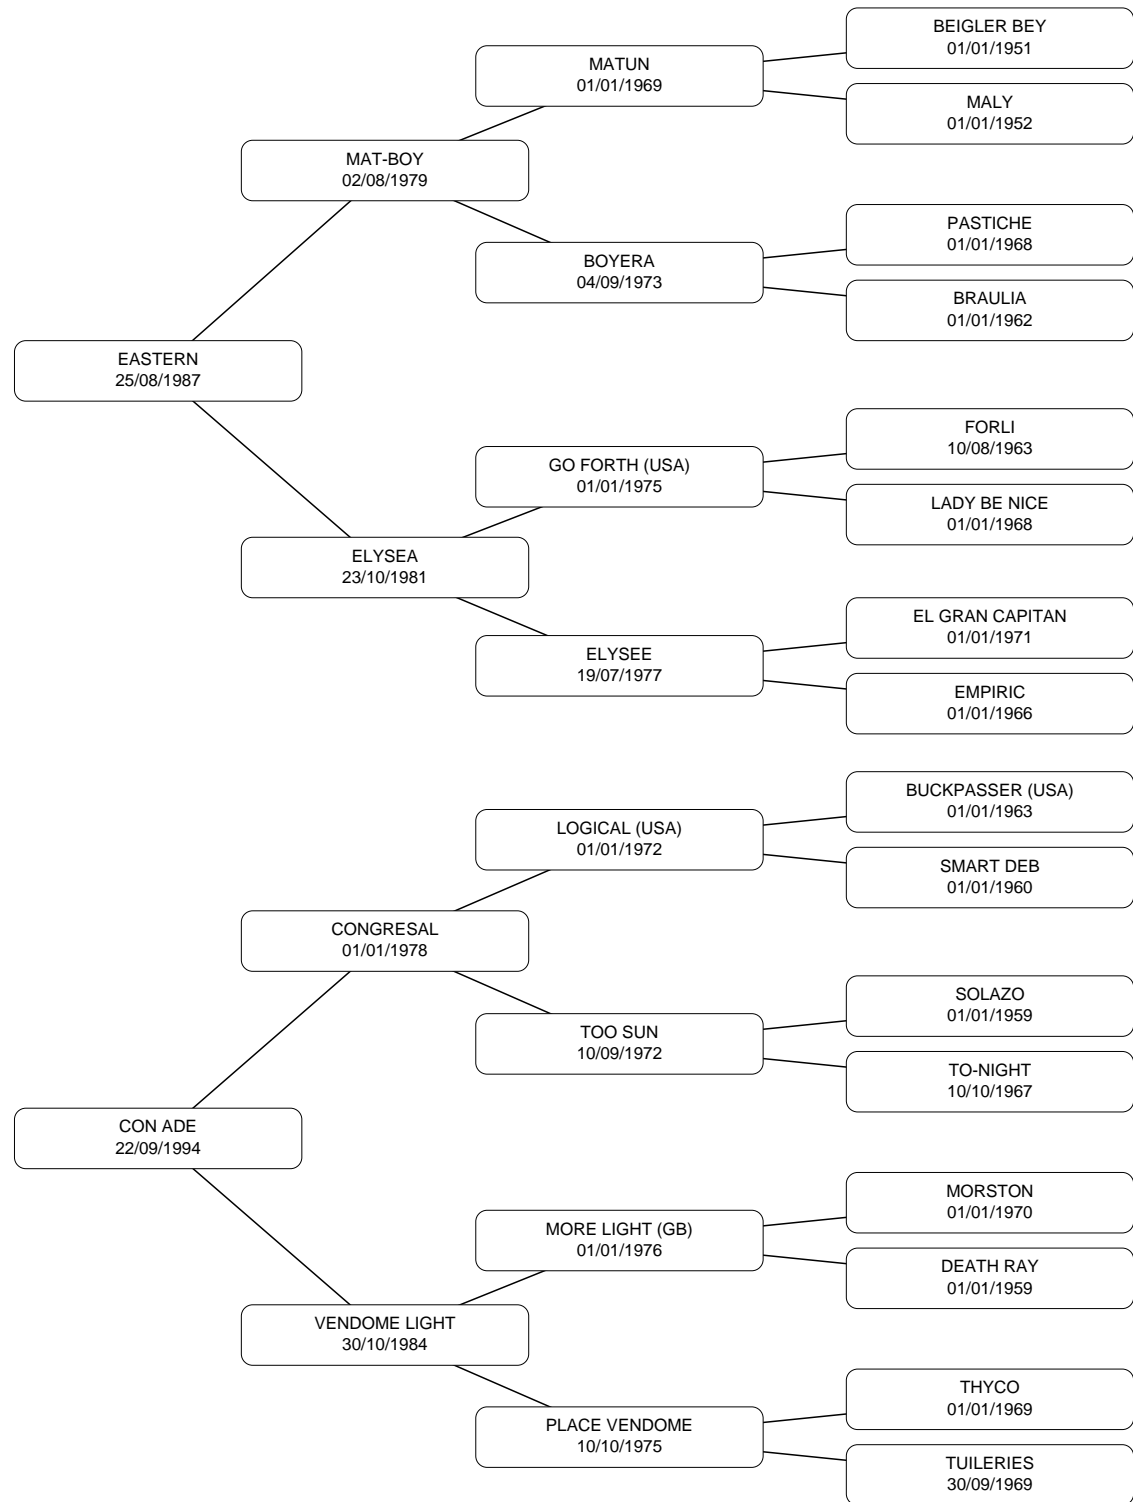 BEIGLER BEY
01/01/1951
MATUN
01/01/1969
MALY
01/01/1952
MAT-BOY
02/08/1979
PASTICHE
01/01/1968
BOYERA
04/09/1973
BRAULIA
01/01/1962
EASTERN
25/08/1987
FORLI
10/08/1963
GO FORTH (USA)
01/01/1975
LADY BE NICE
01/01/1968
ELYSEA
23/10/1981
EL GRAN CAPITAN
01/01/1971
ELYSEE
19/07/1977
EMPIRIC
01/01/1966
BUCKPASSER (USA)
01/01/1963
LOGICAL (USA)
01/01/1972
SMART DEB
01/01/1960
CONGRESAL
01/01/1978
SOLAZO
01/01/1959
TOO SUN
10/09/1972
TO-NIGHT
10/10/1967
CON ADE
22/09/1994
MORSTON
01/01/1970
MORE LIGHT (GB)
01/01/1976
DEATH RAY
01/01/1959
VENDOME LIGHT
30/10/1984
THYCO
01/01/1969
PLACE VENDOME
10/10/1975
TUILERIES
30/09/1969